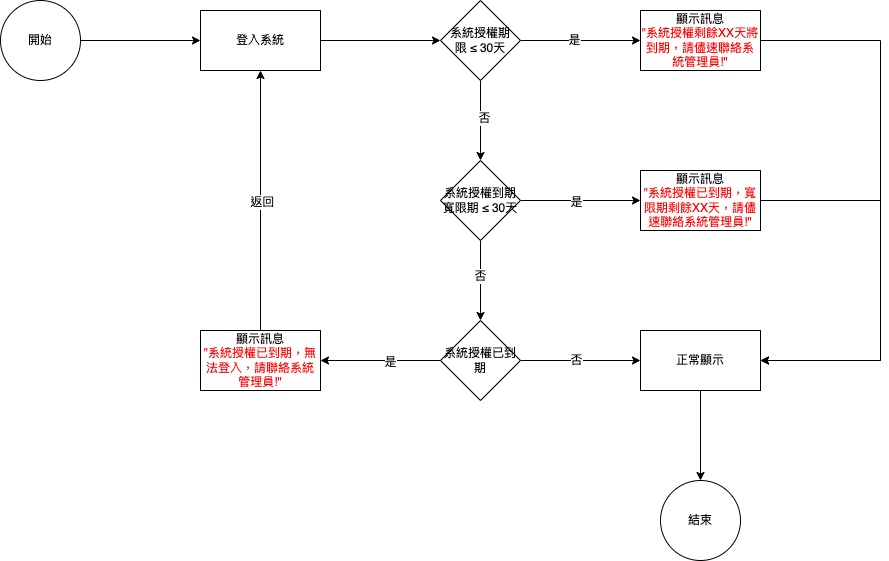 開始
登入系統
系統授權期
限 ≤ 30天
是
顯示訊息
"系統授權剩餘XX天將
到期，請儘速聯絡系
統管理員!"
否
系統授權到期
寬限期 ≤ 30天
是
顯示訊息
"系統授權已到期，寬
限期剩餘XX天，請儘
速聯絡系統管理員!"
返回
否
顯示訊息
"系統授權已到期，無
法登入，請聯絡系統
管理員!"
是
系統授權已到
期
否
正常顯示
結束